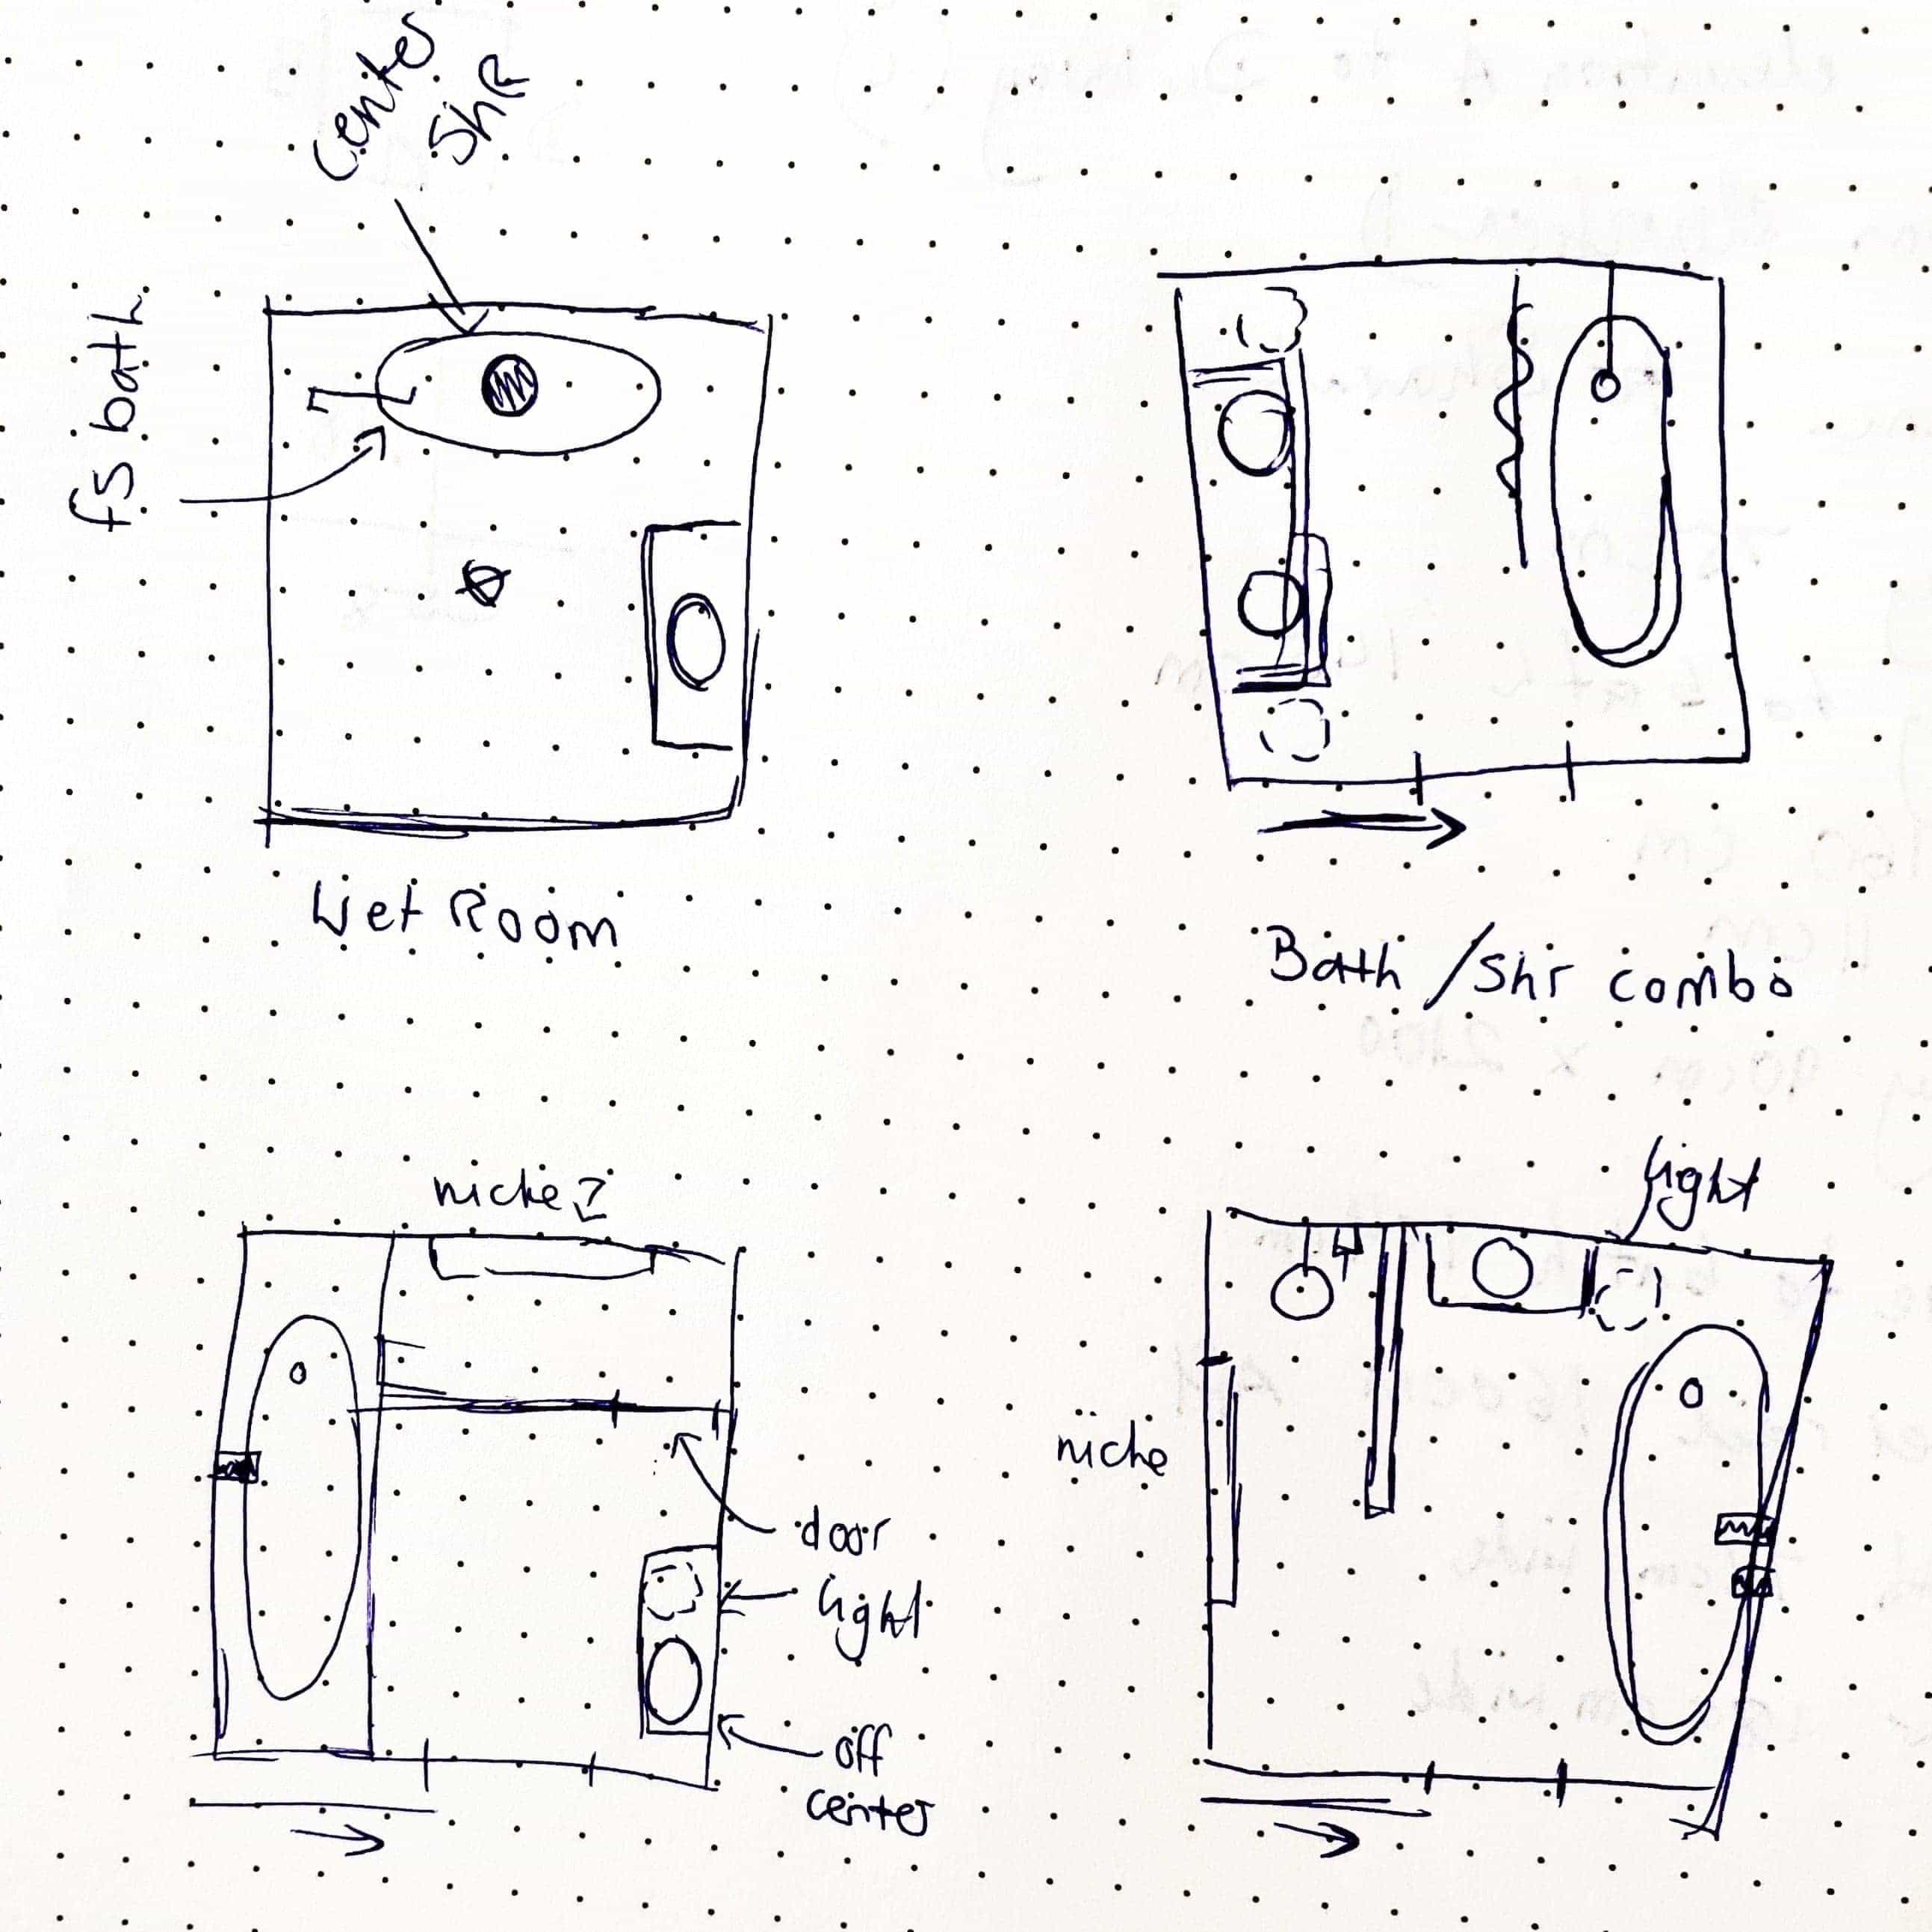 Center
ShR
fs bath
Wet Room
Bath /Shr combo
niche?
door
light
off
center
light
niche